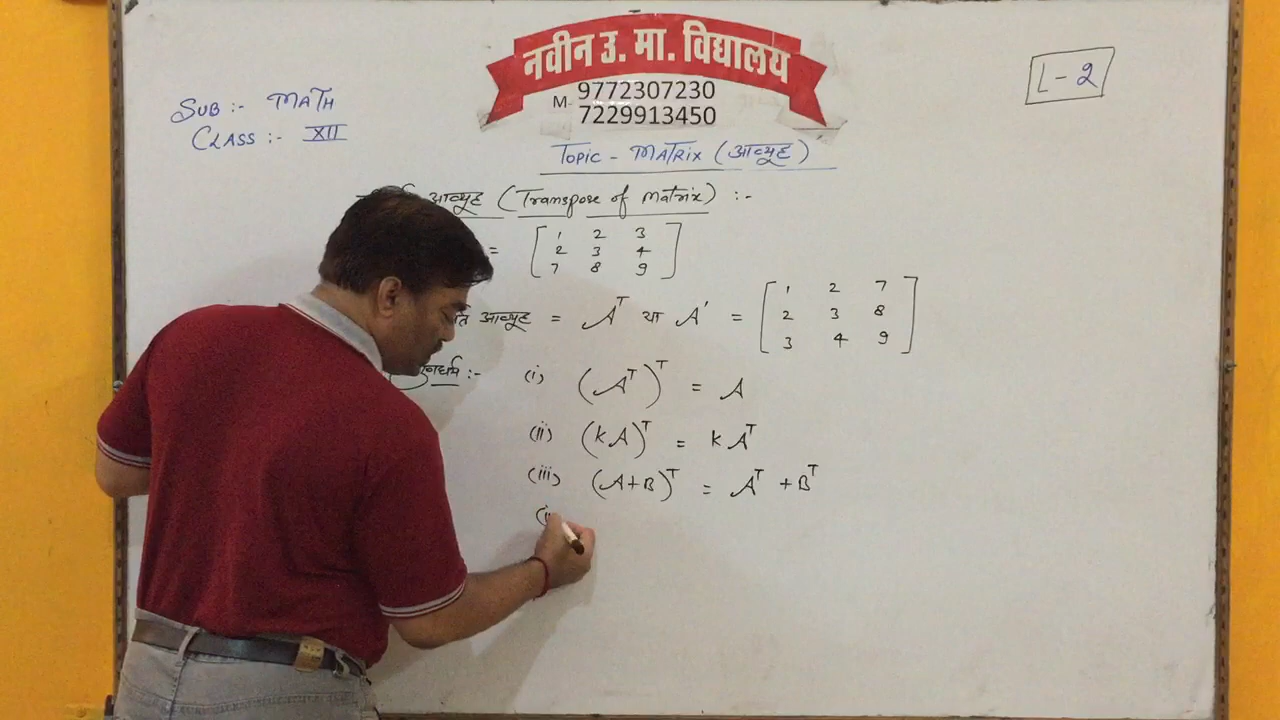 नवीन उ. मा. विद्यालय
M- 9772307230
7229913450
L-2
SUB :- MATH
CLASS :- XII
TOPIC - MATRIX (आव्यूह)
आव्यूह (Transpose of Matrix) :-
= [ 1 2 3
2 3 4
7 8 9 ]
आव्यूह = A^T या A' = [ 1 2 7
2 3 8
3 4 9 ]
:- (i) (A^T)^T = A
(ii) (KA)^T = K A^T
(iii) (A+B)^T = A^T + B^T
(i